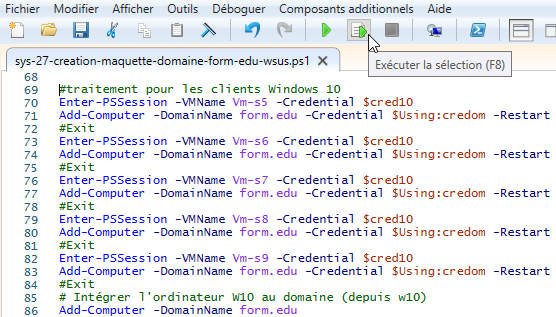 Fichier Modifier Afficher Outils Déboguer Composants additionnels Aide
sys-27-creation-maquette-domaine-form-edu-wsus.ps1 X
Exécuter la sélection (F8)
68
69 #traitement pour les clients Windows 10
70 Enter-PSSession -VMName Vm-s5 -Credential $cred10
71 Add-Computer -DomainName form.edu -Credential $Using:credom -Restart
72 #Exit
73 Enter-PSSession -VMName Vm-s6 -Credential $cred10
74 Add-Computer -DomainName form.edu -Credential $Using:credom -Restart
75 #Exit
76 Enter-PSSession -VMName Vm-s7 -Credential $cred10
77 Add-Computer -DomainName form.edu -Credential $Using:credom -Restart
78 #Exit
79 Enter-PSSession -VMName Vm-s8 -Credential $cred10
80 Add-Computer -DomainName form.edu -Credential $Using:credom -Restart
81 #Exit
82 Enter-PSSession -VMName Vm-s9 -Credential $cred10
83 Add-Computer -DomainName form.edu -Credential $Using:credom -Restart
84 #Exit
85 # Intégrer l'ordinateur W10 au domaine (depuis w10)
86 Add-Computer -DomainName form.edu